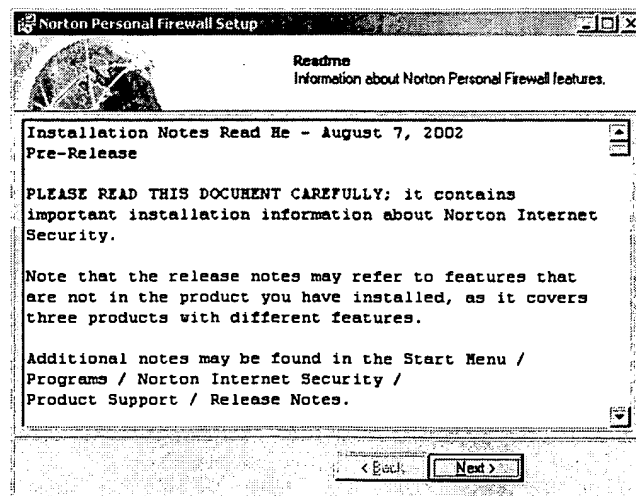 Norton Personal Firewall Setup
Readme
Information about Norton Personal Firewall features.
Installation Notes Read Me - August 7, 2002
Pre-Release
PLEASE READ THIS DOCUMENT CAREFULLY; it contains
important installation information about Norton Internet
Security.
Note that the release notes may refer to features that
are not in the product you have installed, as it covers
three products with different features.
Additional notes may be found in the Start Menu /
Programs / Norton Internet Security /
Product Support / Release Notes.
< Back
Next >